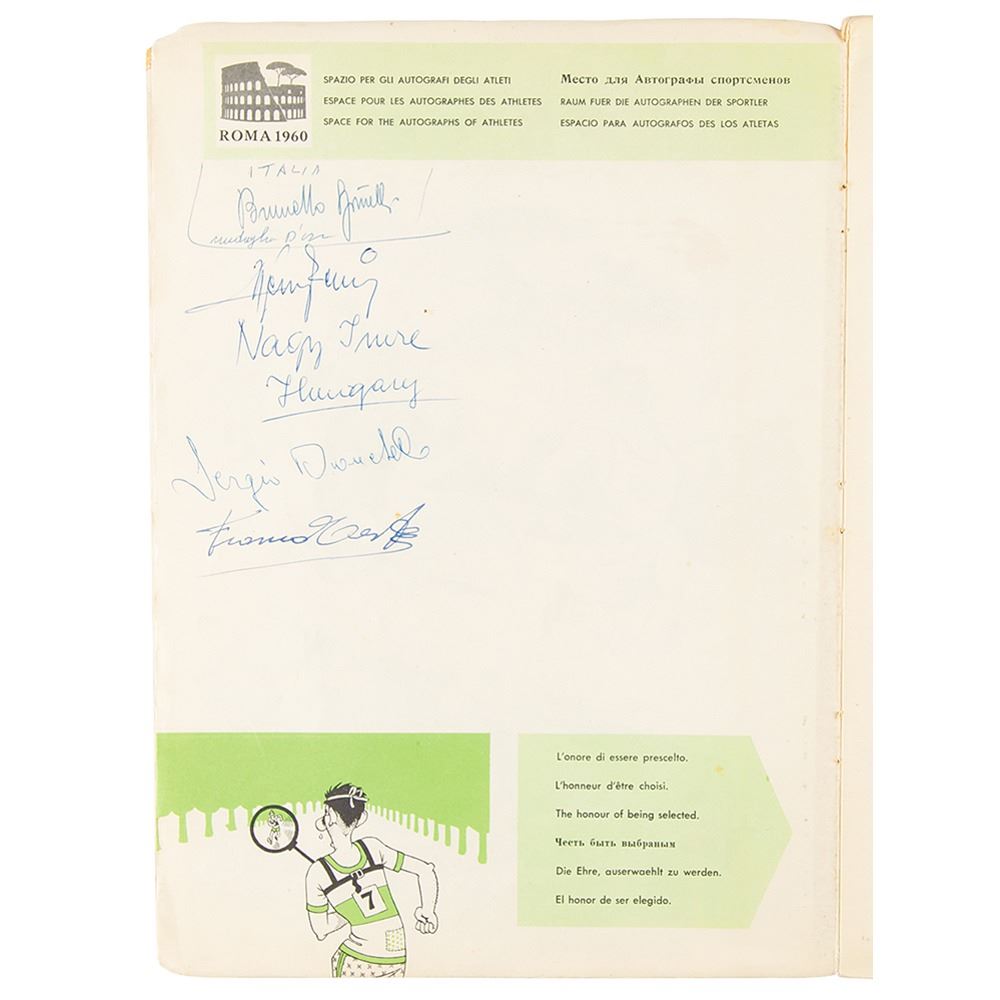 ROMA 1960
SPAZIO PER GLI AUTOGRAFI DEGLI ATLETI
ESPACE POUR LES AUTOGRAPHES DES ATHLETES
SPACE FOR THE AUTOGRAPHS OF ATHLETES
Место для Автографы спортсменов
RAUM FUER DIE AUTOGRAPHEN DER SPORTLER
ESPACIO PARA AUTOGRAFOS DES LOS ATLETAS
ITALIA
Brunello
D'oro
Nagy Imre
Hungary
Sergio
7
L'onore di essere prescelto.
L'honneur d'être choisi.
The honour of being selected.
Честь быть выбраным
Die Ehre, auserwaehlt zu werden.
El honor de ser elegido.